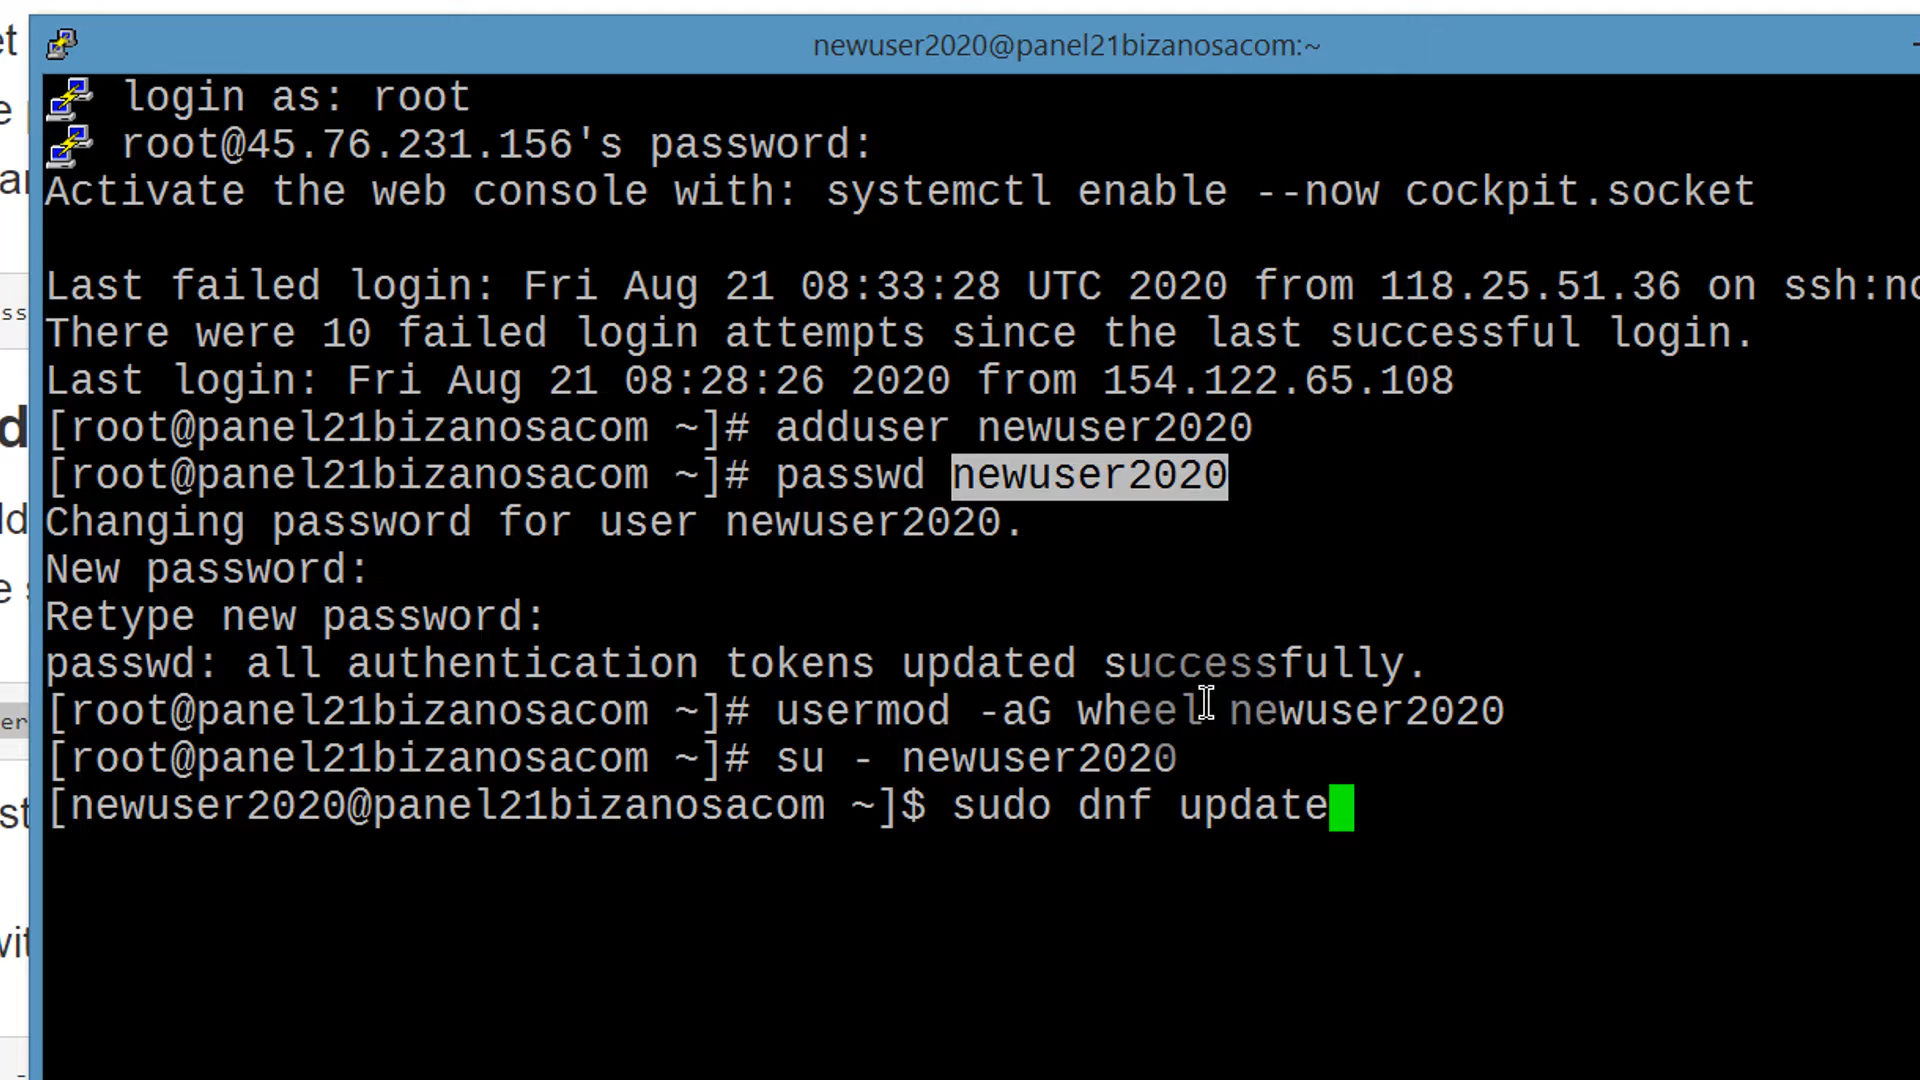 newuser2020@panel21bizanosacom:~
login as: root
root@45.76.231.156's password:
Activate the web console with: systemctl enable --now cockpit.socket
Last failed login: Fri Aug 21 08:33:28 UTC 2020 from 118.25.51.36 on ssh:no
There were 10 failed login attempts since the last successful login.
Last login: Fri Aug 21 08:28:26 2020 from 154.122.65.108
[root@panel21bizanosacom ~]# adduser newuser2020
[root@panel21bizanosacom ~]# passwd newuser2020
Changing password for user newuser2020.
New password:
Retype new password:
passwd: all authentication tokens updated successfully.
[root@panel21bizanosacom ~]# usermod -aG wheel newuser2020
[root@panel21bizanosacom ~]# su - newuser2020
[newuser2020@panel21bizanosacom ~]$ sudo dnf update